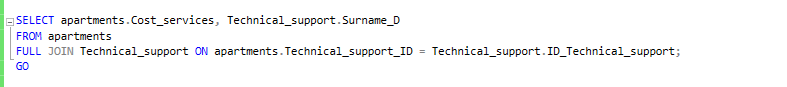 SELECT apartments.Cost_services, Technical_support.Surname_D
FROM apartments
FULL JOIN Technical_support ON apartments.Technical_support_ID = Technical_support.ID_Technical_support;
GO